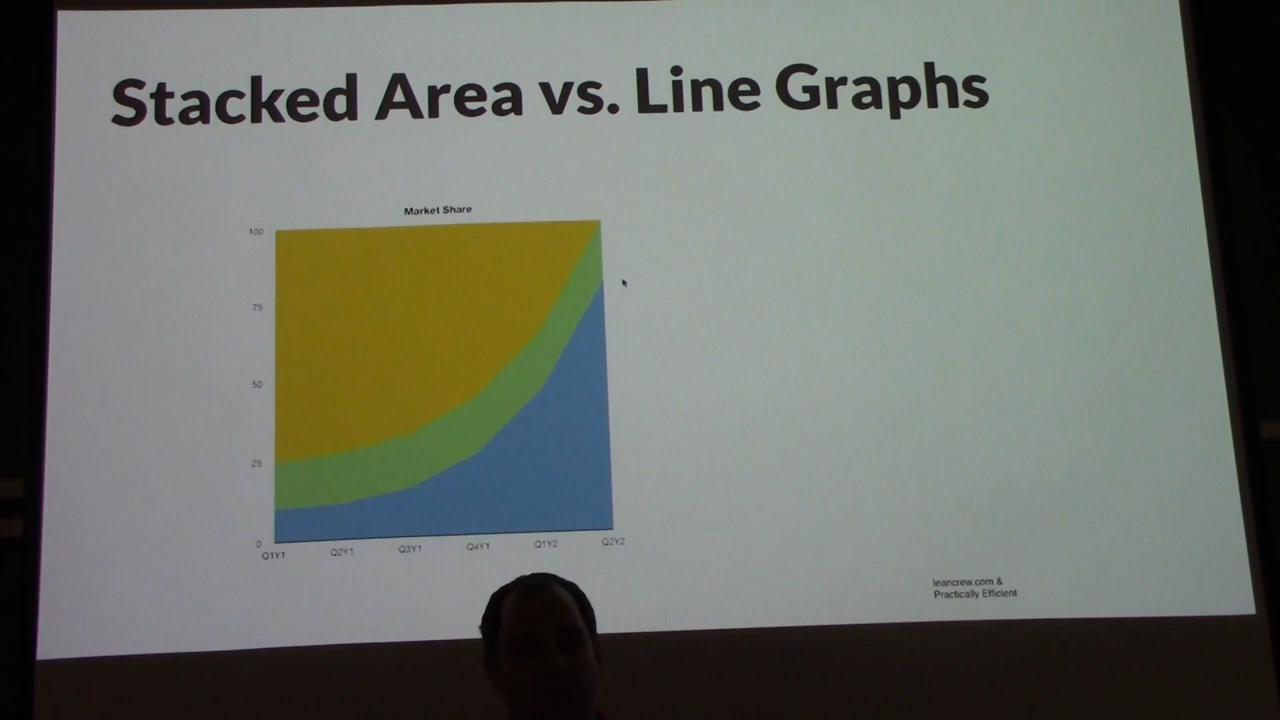 Stacked Area vs. Line Graphs
Market Share
100
75
50
25
0
Q1Y1 Q2Y1 Q3Y1 Q4Y1 Q1Y2 Q2Y2
leancrew.com &
Practically Efficient